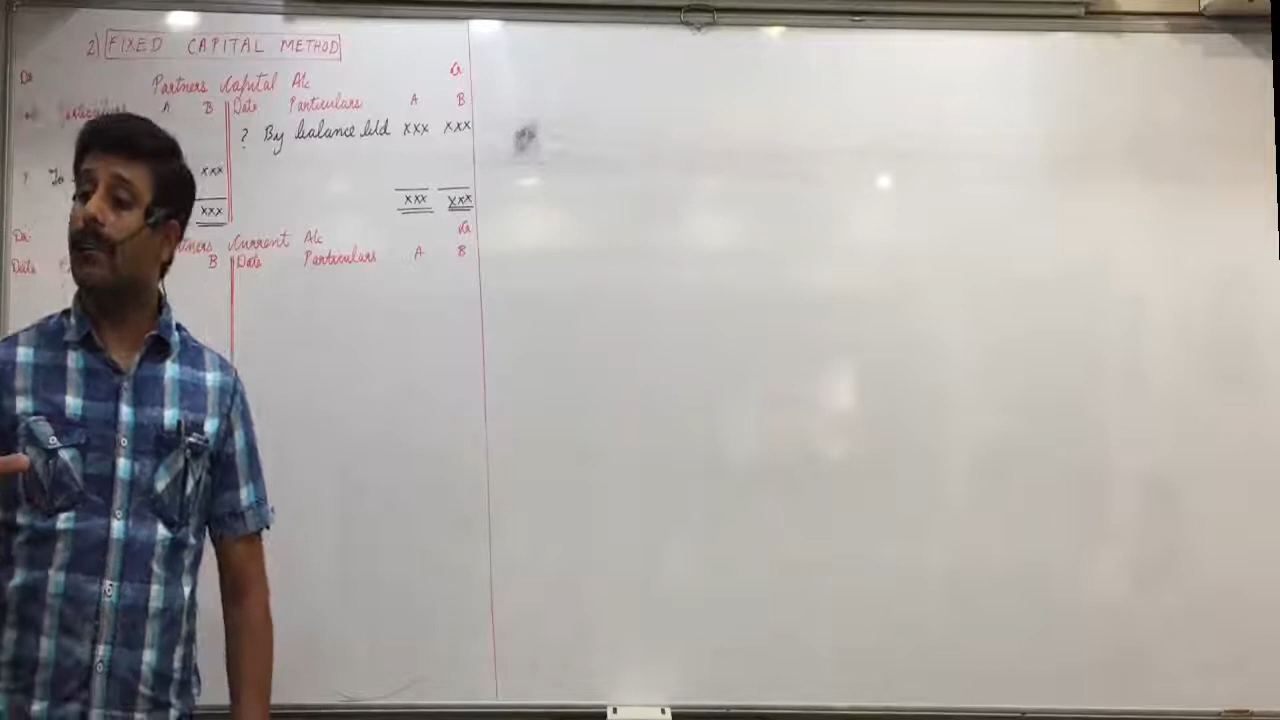 2) FIXED CAPITAL METHOD
Dr Cr
Partners Capital A/c
Particulars A B Date Particulars A B
? By balance b/d xxx xxx
? To xxx
xxx xxx xxx
Dr Cr
Current A/c
Date B Date Particulars A B